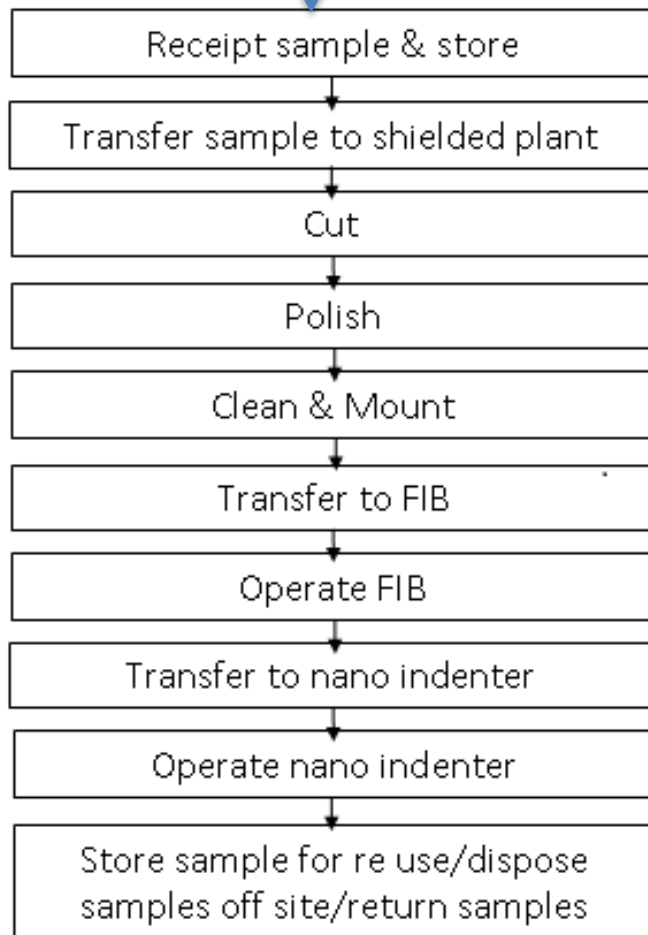 Receipt sample & store
Transfer sample to shielded plant
Cut
Polish
Clean & Mount
Transfer to FIB
Operate FIB
Transfer to nano indenter
Operate nano indenter
Store sample for re use/dispose
samples off site/return samples